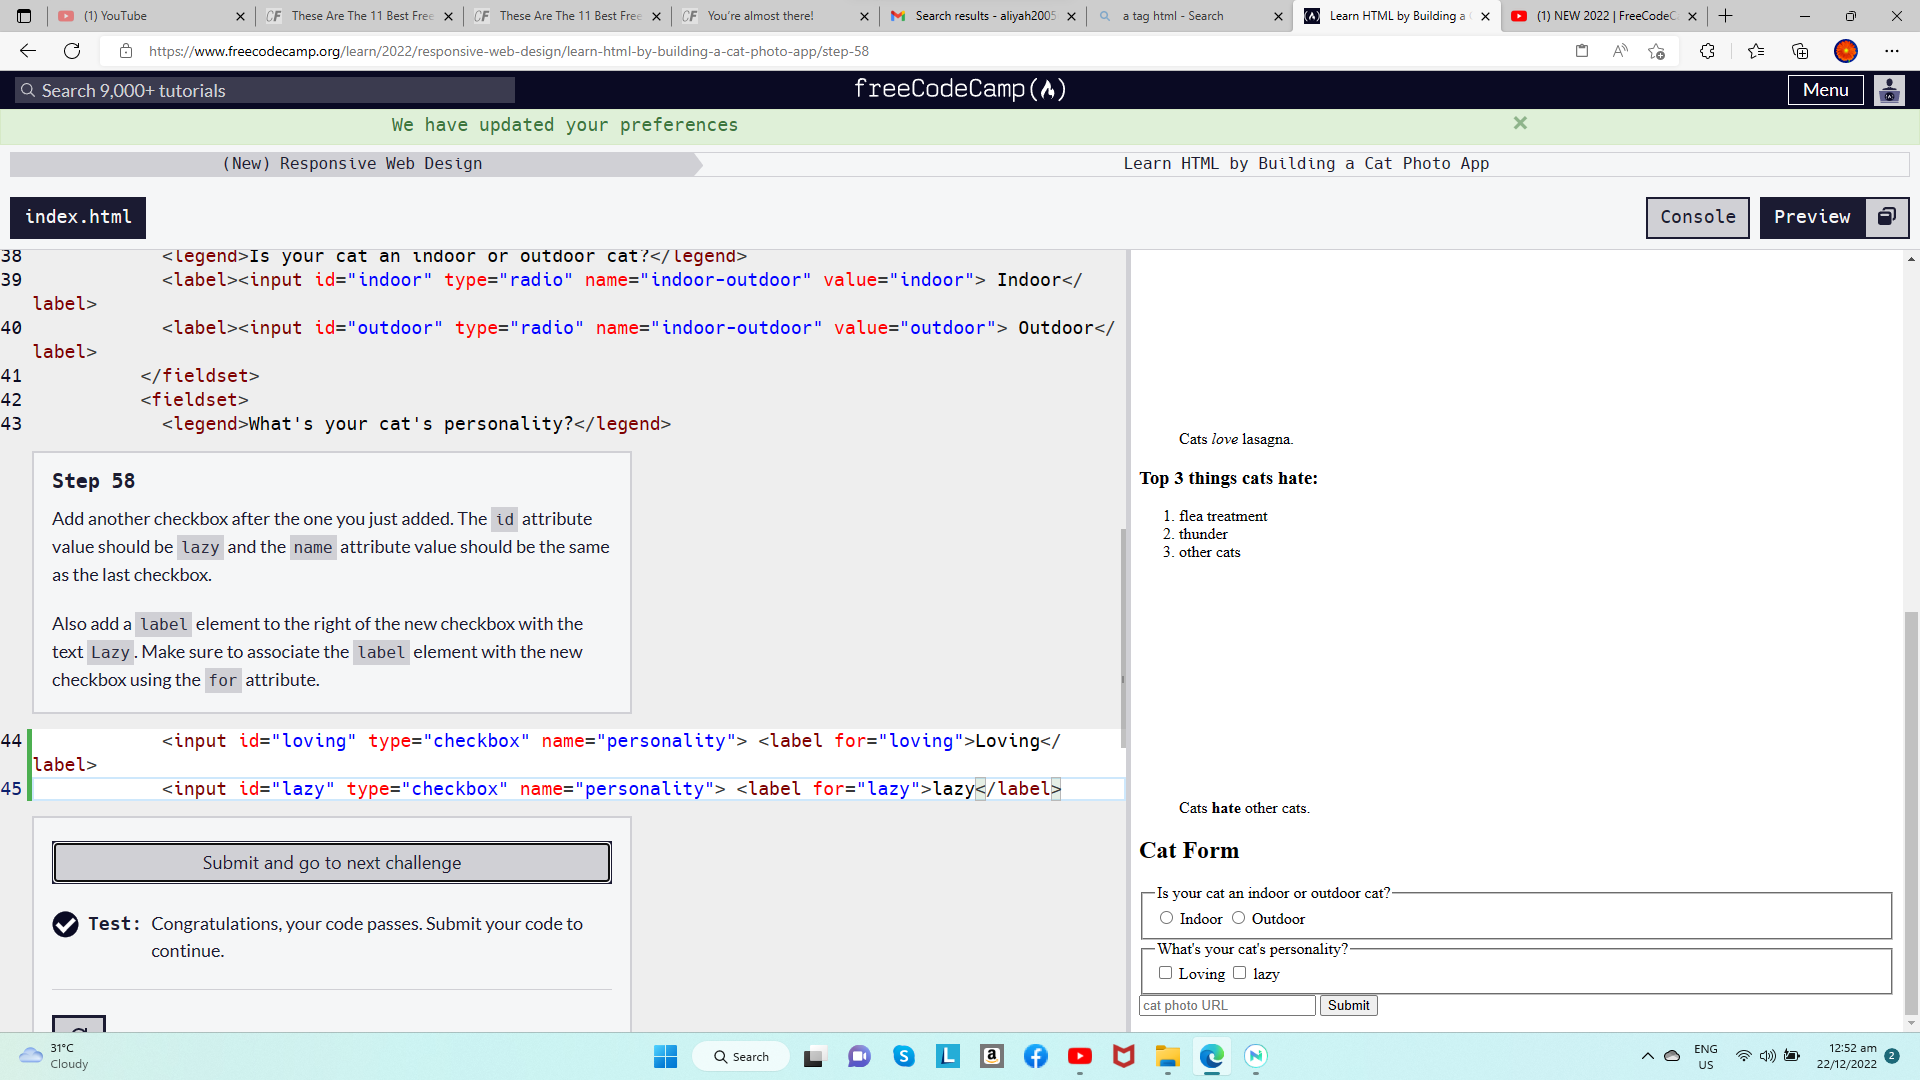 (1) YouTube
These Are The 11 Best Free
These Are The 11 Best Free
You're almost there!
Search results - aliyah2005
a tag html - Search
Learn HTML by Building a
(1) NEW 2022 | FreeCodeC
https://www.freecodecamp.org/learn/2022/responsive-web-design/learn-html-by-building-a-cat-photo-app/step-58
Search 9,000+ tutorials
freeCodeCamp
Menu
We have updated your preferences
(New) Responsive Web Design
Learn HTML by Building a Cat Photo App
index.html
Console
Preview
38 <legend>Is your cat an indoor or outdoor cat?</legend>
39 <label><input id="indoor" type="radio" name="indoor-outdoor" value="indoor"> Indoor</
label>
40 <label><input id="outdoor" type="radio" name="indoor-outdoor" value="outdoor"> Outdoor</
label>
41 </fieldset>
42 <fieldset>
43 <legend>What's your cat's personality?</legend>
Step 58
Add another checkbox after the one you just added. The id attribute
value should be lazy and the name attribute value should be the same
as the last checkbox.
Also add a label element to the right of the new checkbox with the
text Lazy. Make sure to associate the label element with the new
checkbox using the for attribute.
44 <input id="loving" type="checkbox" name="personality"> <label for="loving">Loving</
label>
45 <input id="lazy" type="checkbox" name="personality"> <label for="lazy">lazy</label>
Submit and go to next challenge
Test: Congratulations, your code passes. Submit your code to
continue.
Cats love lasagna.
Top 3 things cats hate:
1. flea treatment
2. thunder
3. other cats
Cats hate other cats.
Cat Form
Is your cat an indoor or outdoor cat?
Indoor Outdoor
What's your cat's personality?
Loving lazy
cat photo URL Submit
31°C
Cloudy
Search
ENG
US
12:52 am
22/12/2022
2